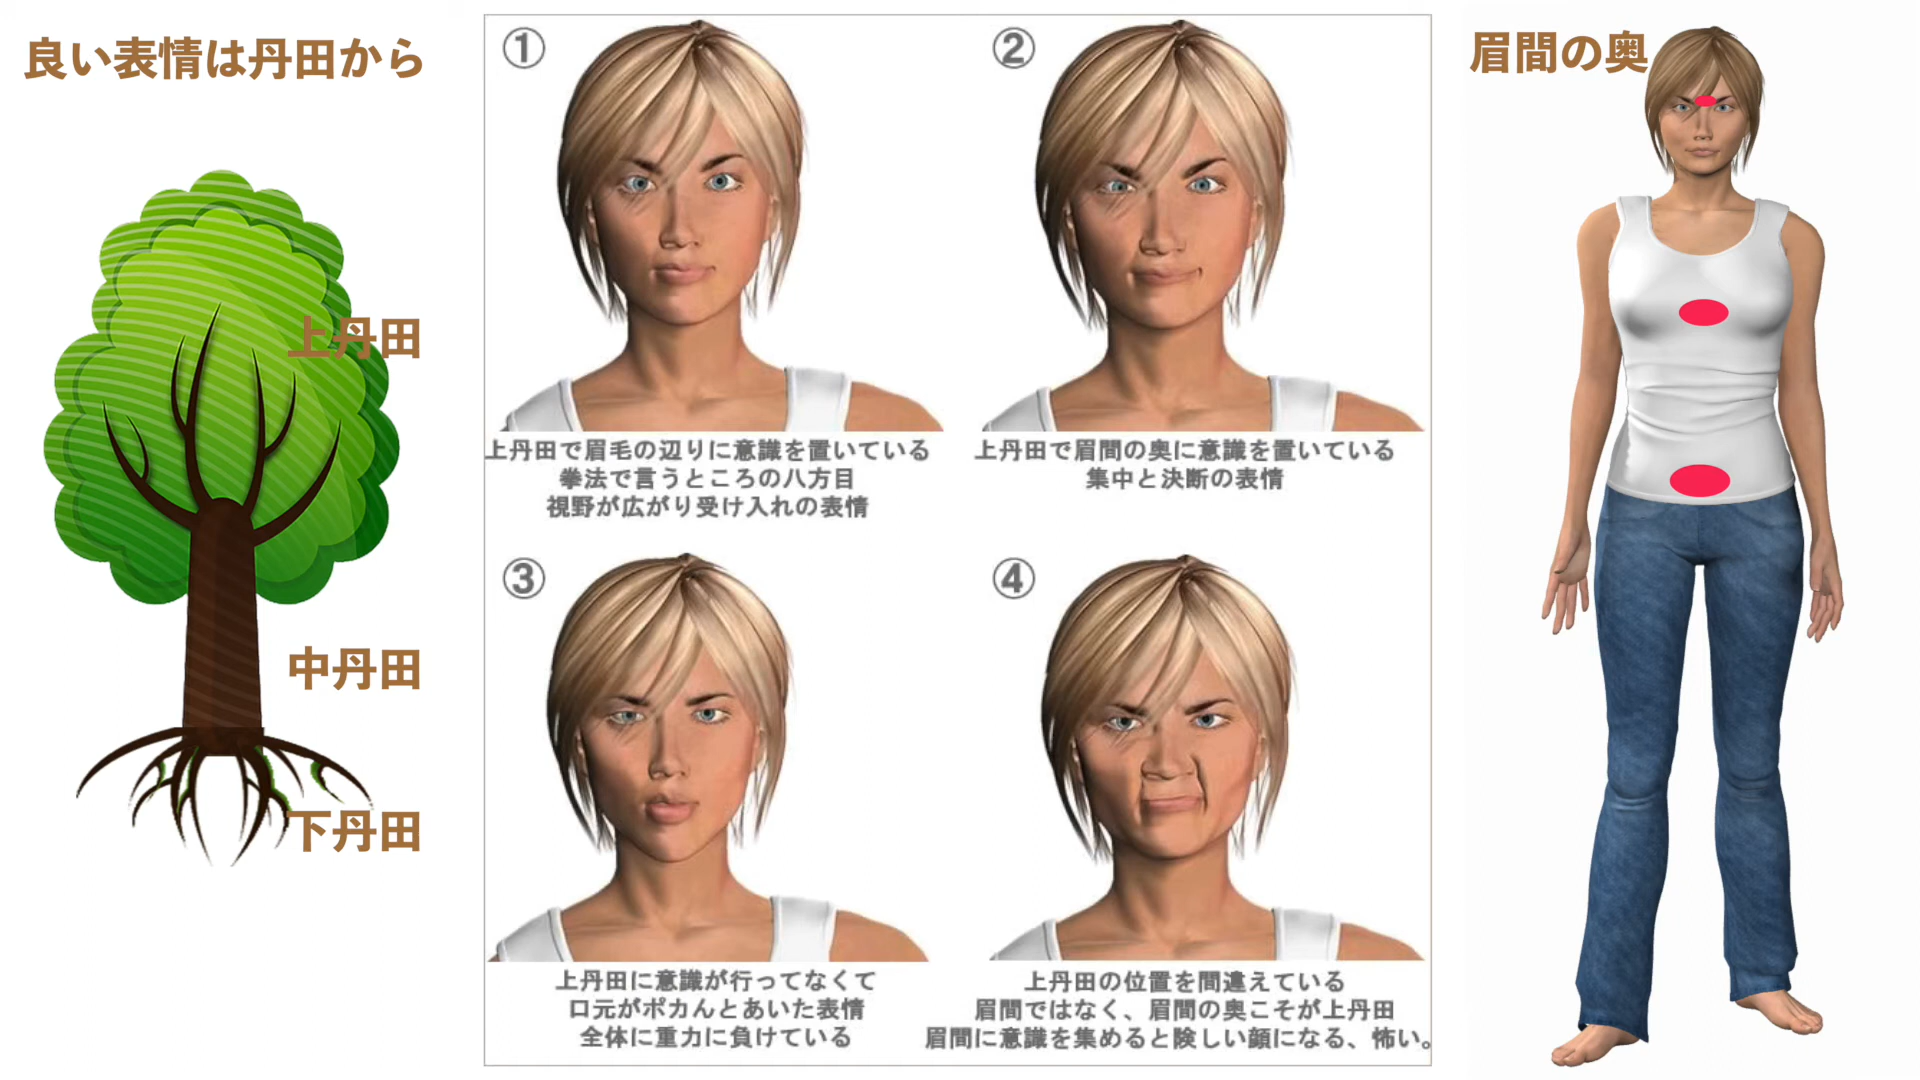 良い表情は丹田から
上丹田
中丹田
下丹田
①
上丹田で眉毛の辺りに意識を置いている
拳法で言うところの八方目
視野が広がり受け入れの表情
②
上丹田で眉間の奥に意識を置いている
集中と決断の表情
③
上丹田に意識が行ってなくて
口元がポカんとあいた表情
全体に重力に負けている
④
上丹田の位置を間違えている
眉間ではなく、眉間の奥こそが上丹田
眉間に意識を集めると険しい顔になる、怖い。
眉間の奥